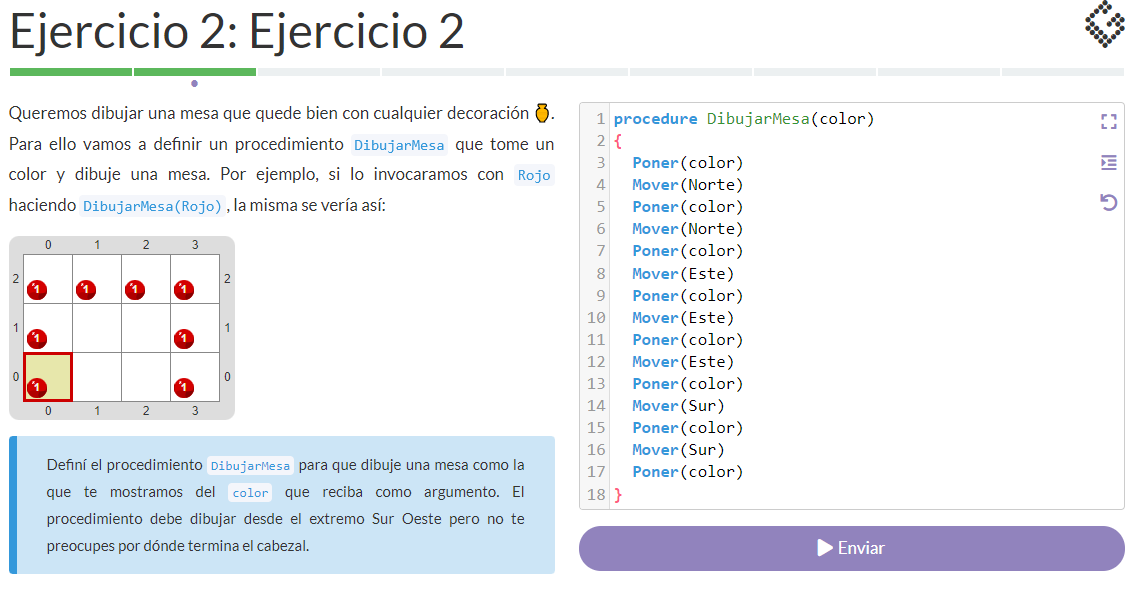 Ejercicio 2: Ejercicio 2
Queremos dibujar una mesa que quede bien con cualquier decoración 🏺.
Para ello vamos a definir un procedimiento DibujarMesa que tome un
color y dibuje una mesa. Por ejemplo, si lo invocaramos con Rojo
haciendo DibujarMesa(Rojo), la misma se vería así:
0 1 2 3
2 1 1 1 1 2
1 1 1 1
0 1 1 0
0 1 2 3
Definí el procedimiento DibujarMesa para que dibuje una mesa como la
que te mostramos del color que reciba como argumento. El
procedimiento debe dibujar desde el extremo Sur Oeste pero no te
preocupes por dónde termina el cabezal.
1 procedure DibujarMesa(color)
2 {
3 Poner(color)
4 Mover(Norte)
5 Poner(color)
6 Mover(Norte)
7 Poner(color)
8 Mover(Este)
9 Poner(color)
10 Mover(Este)
11 Poner(color)
12 Mover(Este)
13 Poner(color)
14 Mover(Sur)
15 Poner(color)
16 Mover(Sur)
17 Poner(color)
18 }
Enviar